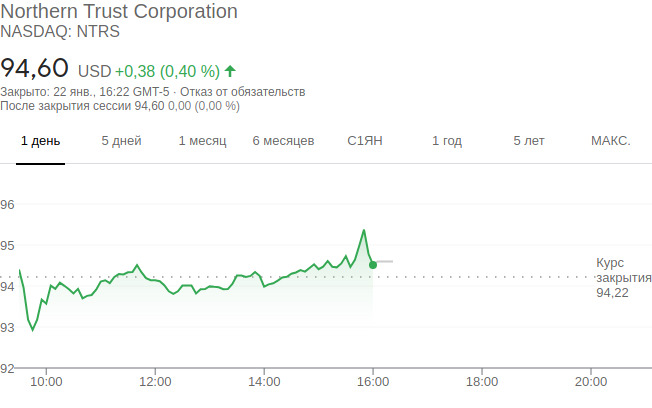 Northern Trust Corporation
NASDAQ: NTRS
94,60 USD +0,38 (0,40 %)
Закрыто: 22 янв., 16:22 GMT-5 · Отказ от обязательств
После закрытия сессии 94,60 0,00 (0,00 %)
1 день 5 дней 1 месяц 6 месяцев С1ЯН 1 год 5 лет МАКС.
96
95
94
93
92
Курс
закрытия
94,22
10:00 12:00 14:00 16:00 18:00 20:00